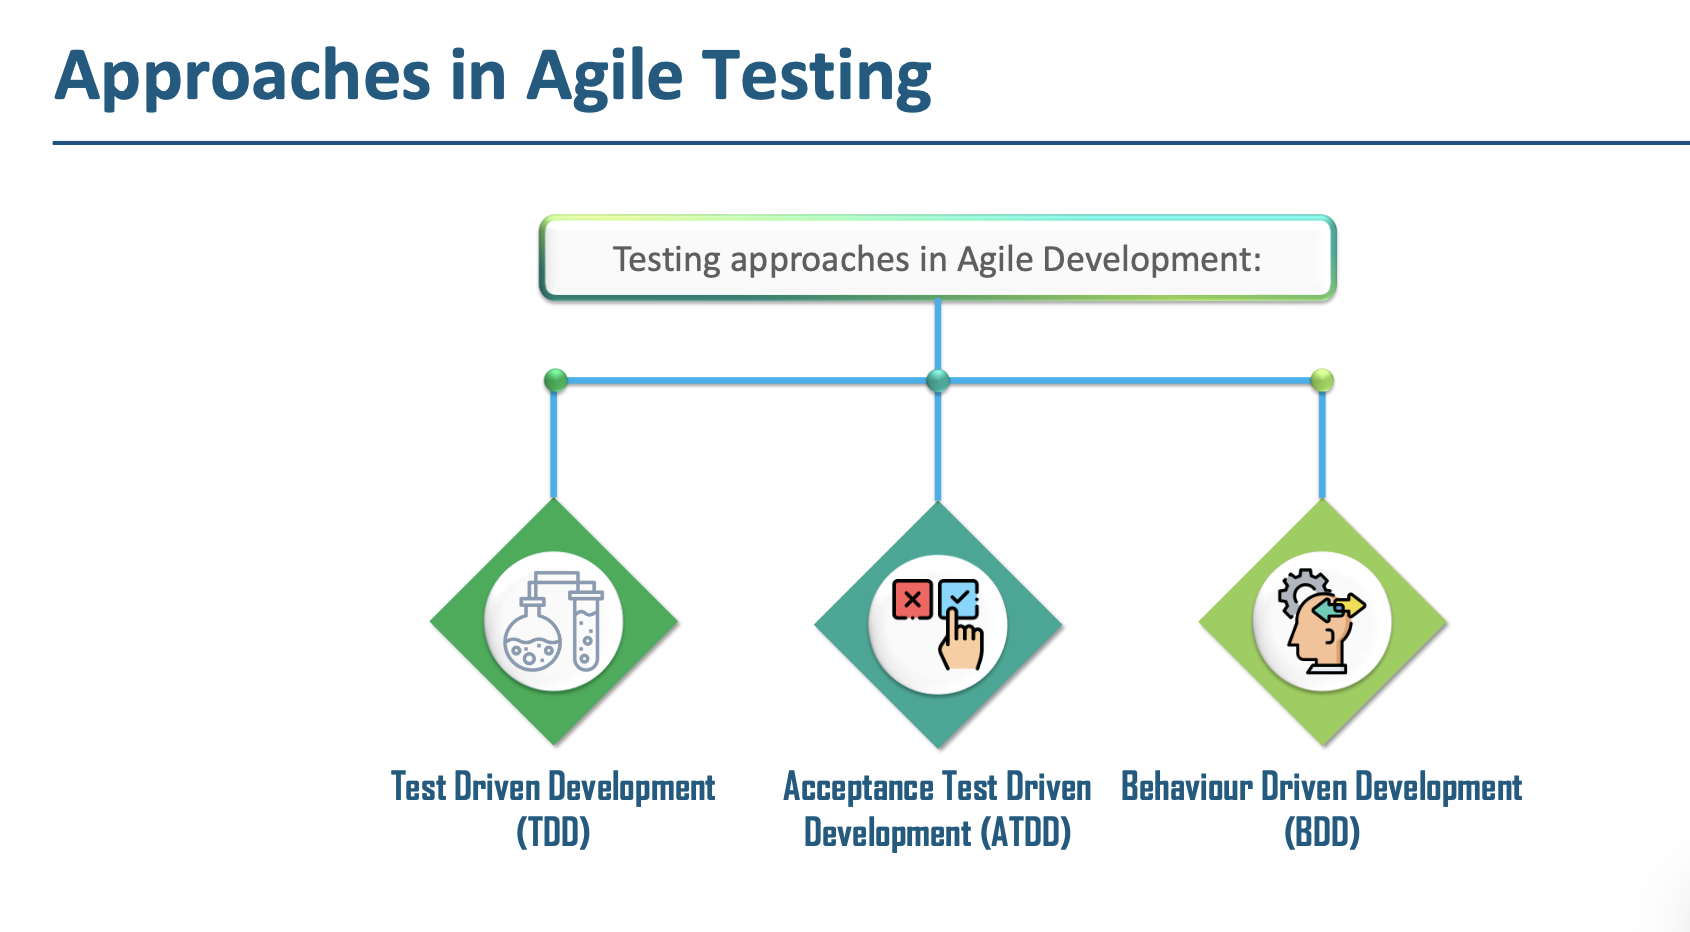 Approaches in Agile Testing
Testing approaches in Agile Development:
Test Driven Development
(TDD)
Acceptance Test Driven
Development (ATDD)
Behaviour Driven Development
(BDD)